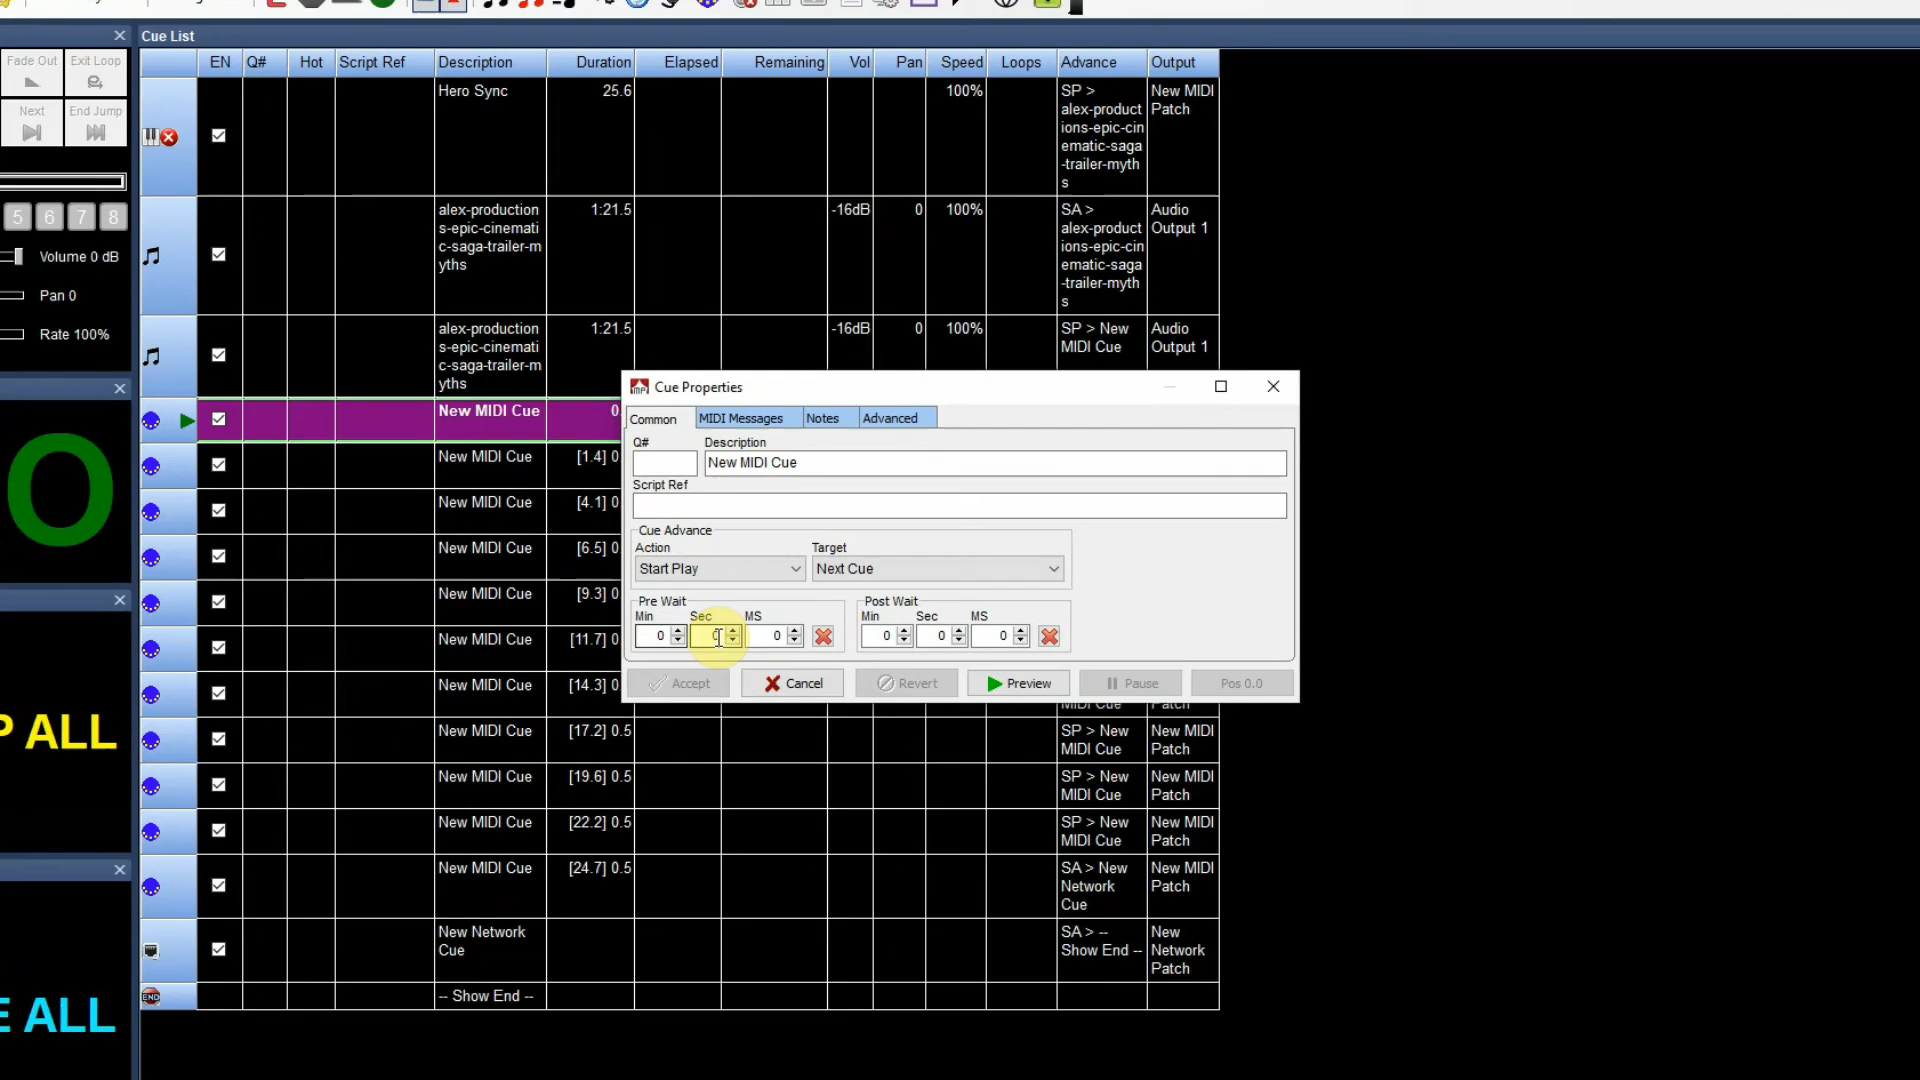 Cue List
Fade Out Exit Loop
Next End Jump
5 6 7 8
Volume 0 dB
Pan 0
Rate 100%
O
P ALL
E ALL
EN Q# Hot Script Ref Description Duration Elapsed Remaining Vol Pan Speed Loops Advance Output
Hero Sync 25.6 100% SP > New MIDI
alex-product Patch
ions-epic-cin
ematic-saga
-trailer-myth
s
alex-production 1:21.5 -16dB 0 100% SA > Audio
s-epic-cinemati alex-product Output 1
c-saga-trailer-m ions-epic-cin
yths ematic-saga
-trailer-myth
s
alex-production 1:21.5 -16dB 0 100% SP > New Audio
s-epic-cinemati MIDI Cue Output 1
c-saga-trailer-m
yths
New MIDI Cue 0
New MIDI Cue [1.4] 0
New MIDI Cue [4.1] 0
New MIDI Cue [6.5] 0
New MIDI Cue [9.3] 0
New MIDI Cue [11.7] 0
New MIDI Cue [14.3] 0
MIDI Cue Patch
New MIDI Cue [17.2] 0.5 SP > New New MIDI
MIDI Cue Patch
New MIDI Cue [19.6] 0.5 SP > New New MIDI
MIDI Cue Patch
New MIDI Cue [22.2] 0.5 SP > New New MIDI
MIDI Cue Patch
New MIDI Cue [24.7] 0.5 SA > New New MIDI
Network Patch
Cue
New Network SA > -- New
Cue Show End -- Network
Patch
END -- Show End --
MP Cue Properties
Common MIDI Messages Notes Advanced
Q# Description
New MIDI Cue
Script Ref
Cue Advance
Action Target
Start Play Next Cue
Pre Wait Post Wait
Min Sec MS Min Sec MS
0 0 0 0 0 0
Accept Cancel Revert Preview Pause Pos 0.0